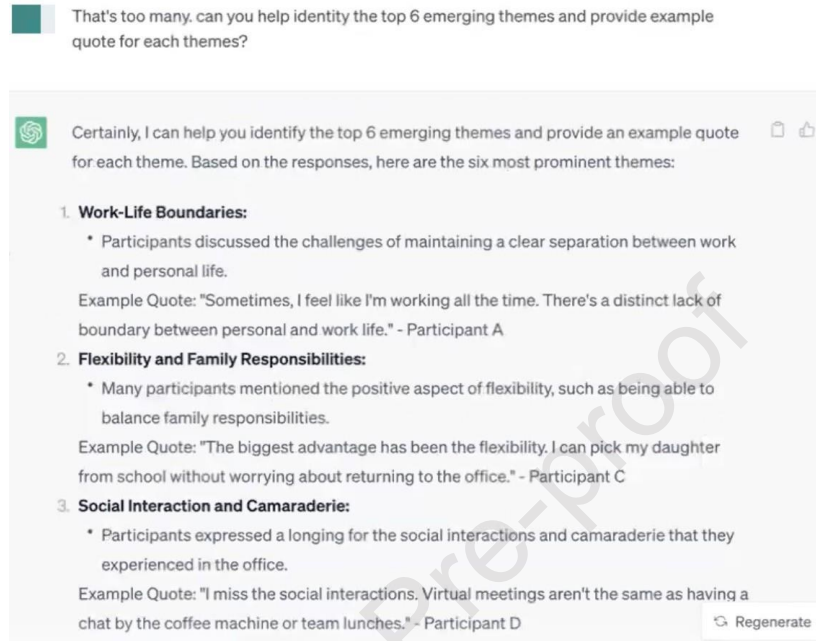 That's too many. can you help identity the top 6 emerging themes and provide example
quote for each themes?
Certainly, I can help you identify the top 6 emerging themes and provide an example quote
for each theme. Based on the responses, here are the six most prominent themes:
1. Work-Life Boundaries:
• Participants discussed the challenges of maintaining a clear separation between work
and personal life.
Example Quote: "Sometimes, I feel like I'm working all the time. There's a distinct lack of
boundary between personal and work life." - Participant A
2. Flexibility and Family Responsibilities:
• Many participants mentioned the positive aspect of flexibility, such as being able to
balance family responsibilities.
Example Quote: "The biggest advantage has been the flexibility. I can pick my daughter
from school without worrying about returning to the office." - Participant C
3. Social Interaction and Camaraderie:
• Participants expressed a longing for the social interactions and camaraderie that they
experienced in the office.
Example Quote: "I miss the social interactions. Virtual meetings aren't the same as having a
chat by the coffee machine or team lunches." - Participant D
Regenerate
Pre-proof